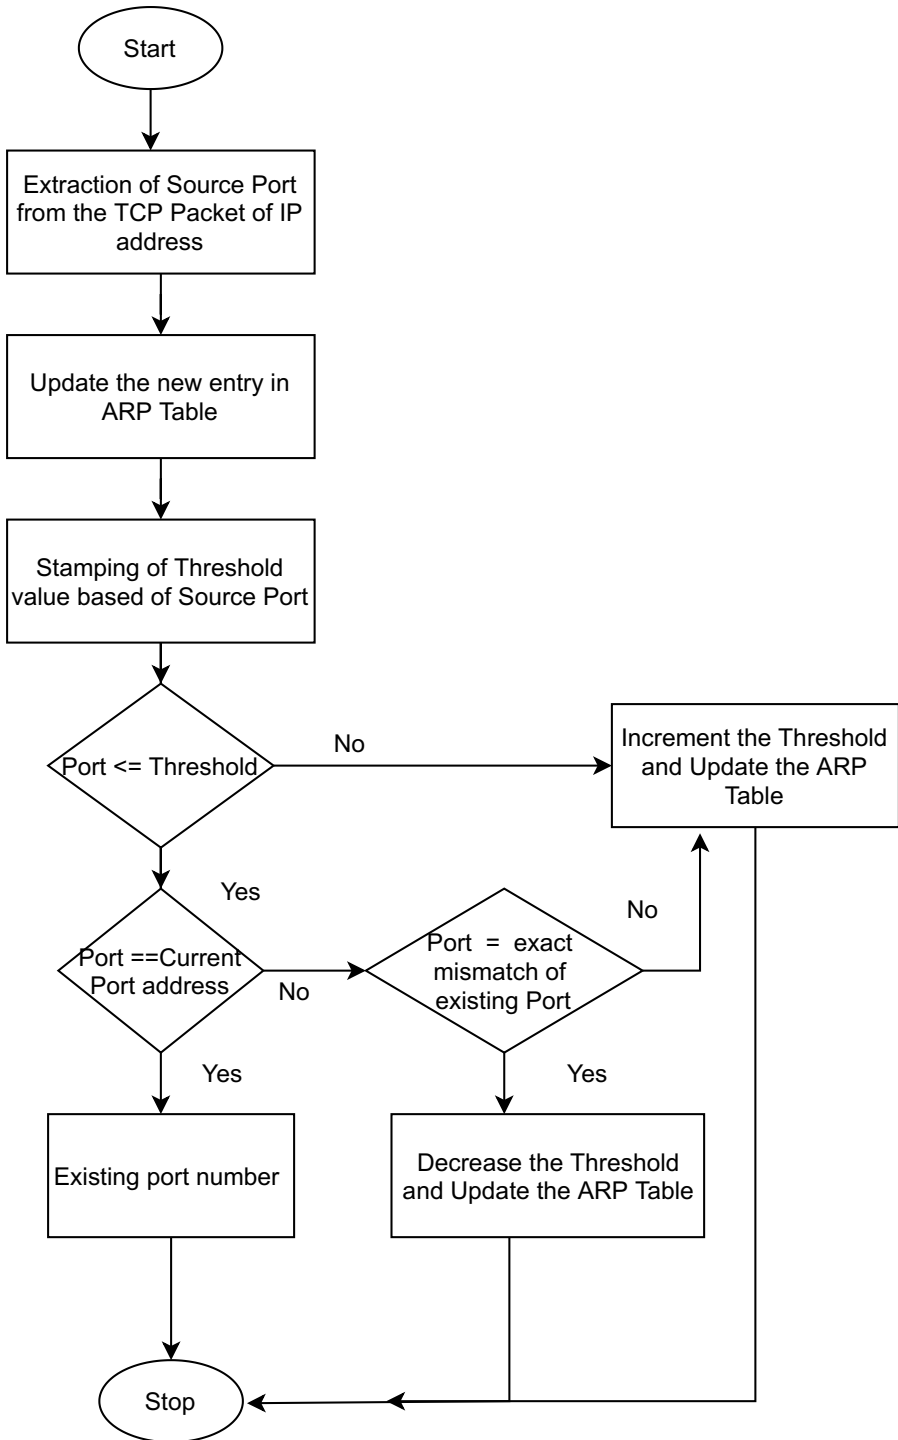 Start
Extraction of Source Port
from the TCP Packet of IP
address
Update the new entry in
ARP Table
Stamping of Threshold
value based of Source Port
Port <= Threshold
No
Increment the Threshold
and Update the ARP
Table
Yes
Port ==Current
Port address
No
Port = exact
mismatch of
existing Port
No
Yes
Yes
Existing port number
Decrease the Threshold
and Update the ARP Table
Stop